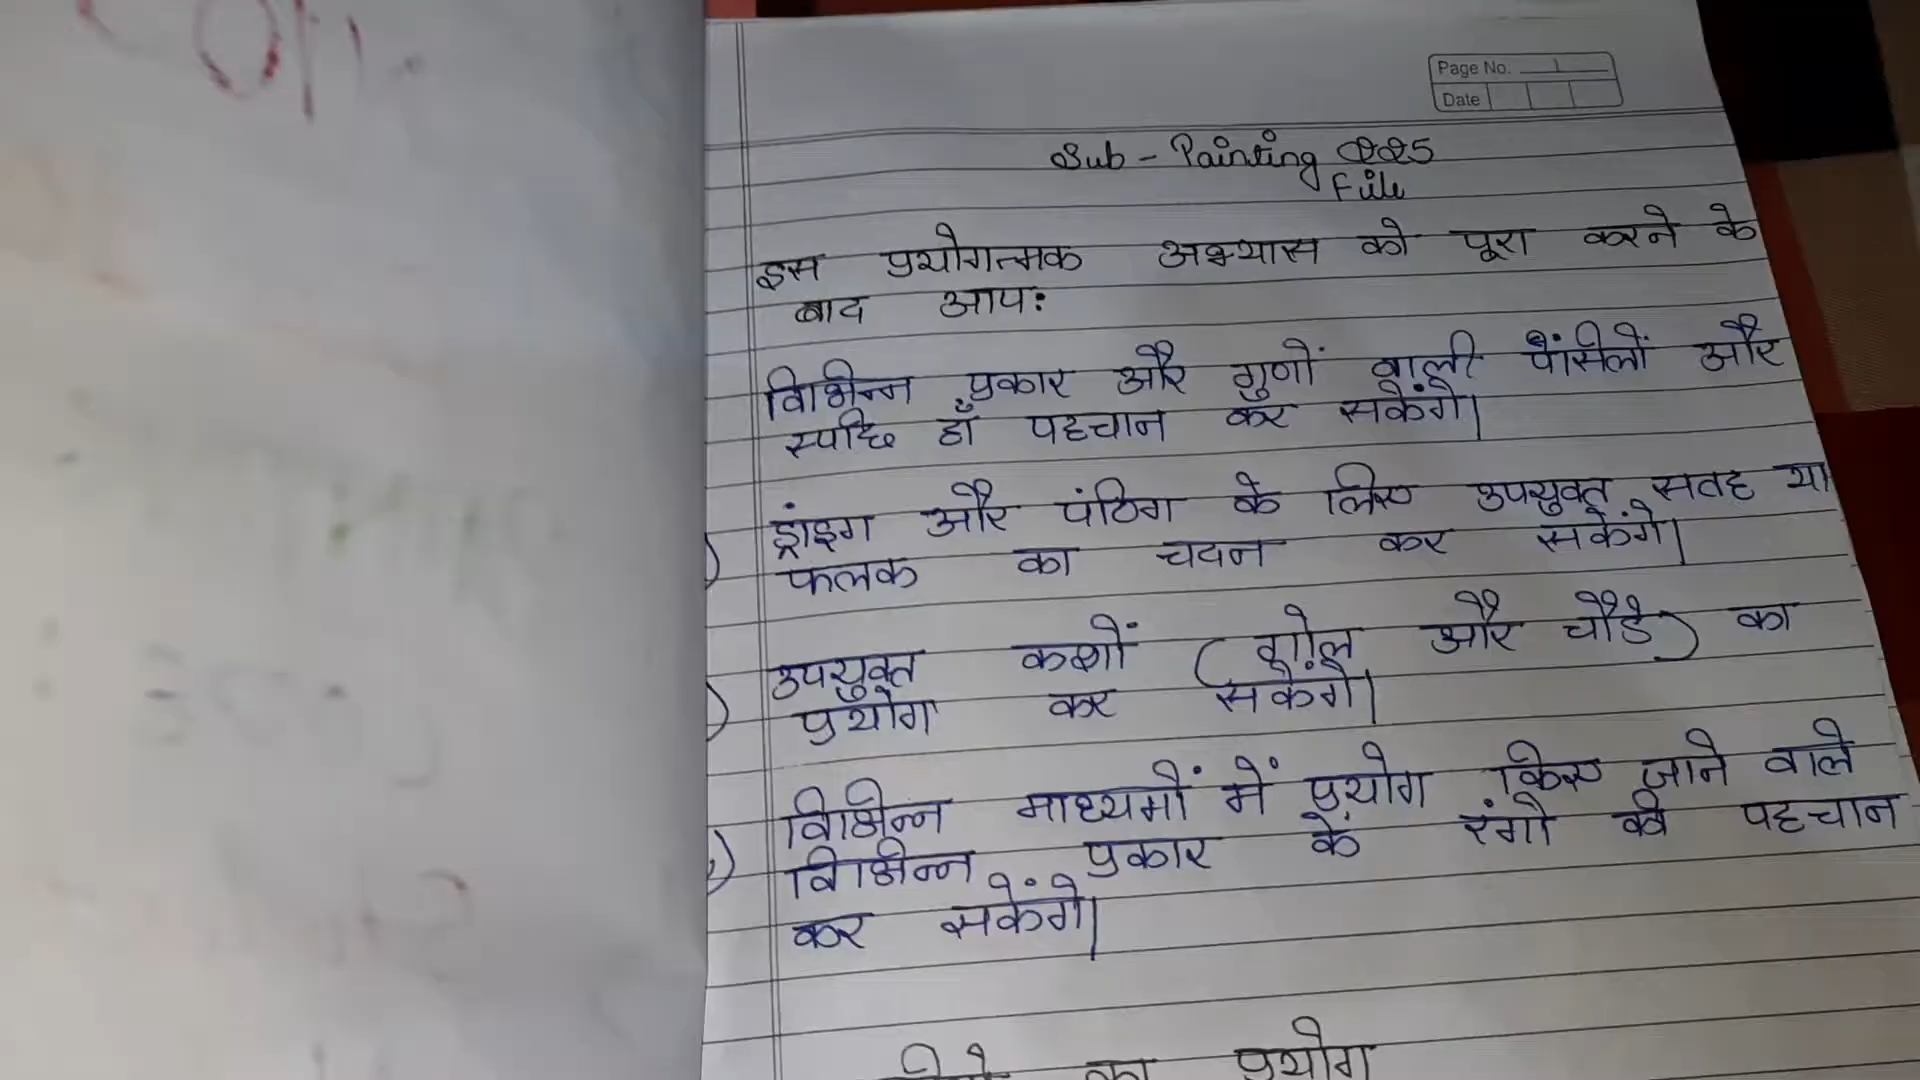 Page No. 1
Date
Sub - Painting 225
File
इस प्रयोगत्मक अभ्यास को पूरा करने के
बाद आप:
विभिन्न प्रकार और गुणों वाली पेंसिलों और
हाँ पहचान कर सकेंगे।
ड्रांइग और पंटिग के लिए उपयुक्त सतह या
फलक का चयन कर सकेंगे।
उपयुक्त (गोल और चौडे) का
प्रयोग कर सकेंगे।
विभिन्न माध्यमों में प्रयोग किए जाने वाले
विभिन्न प्रकार कें रंगो की पहचान
कर सकेंगे।
का प्रयोग